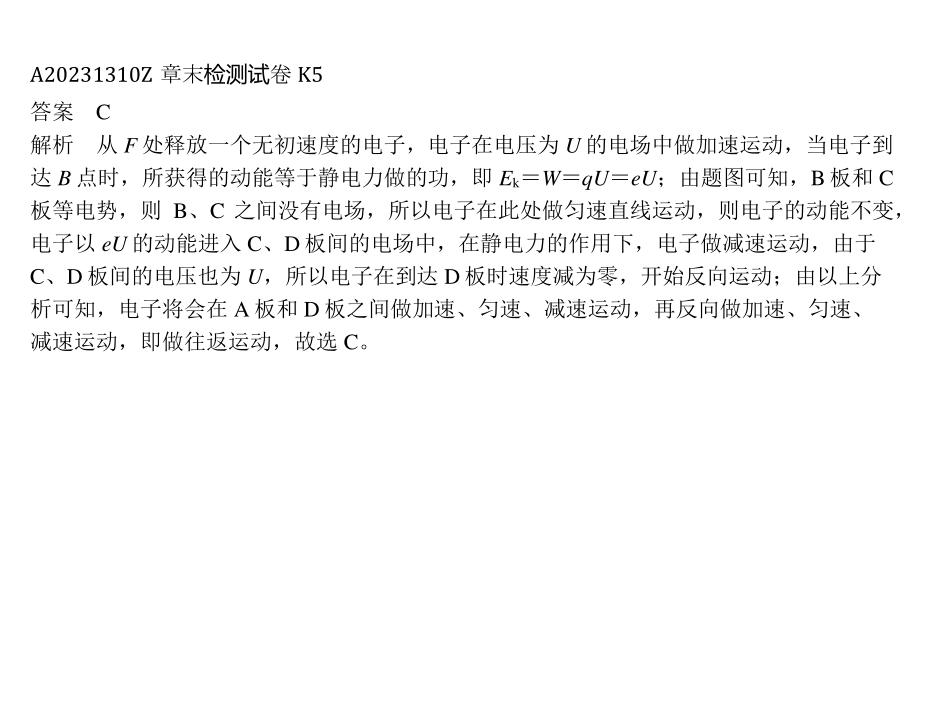 A20231310Z 章末检测试卷 K5
答案 C
解析 从 F 处释放一个无初速度的电子，电子在电压为 U 的电场中做加速运动，当电子到
达 B 点时，所获得的动能等于静电力做的功，即 Ek＝W＝qU＝eU；由题图可知，B 板和 C
板等电势，则 B、C 之间没有电场，所以电子在此处做匀速直线运动，则电子的动能不变，
电子以 eU 的动能进入 C、D 板间的电场中，在静电力的作用下，电子做减速运动，由于
C、D 板间的电压也为 U，所以电子在到达 D 板时速度减为零，开始反向运动；由以上分
析可知，电子将会在 A 板和 D 板之间做加速、匀速、减速运动，再反向做加速、匀速、
减速运动，即做往返运动，故选 C。